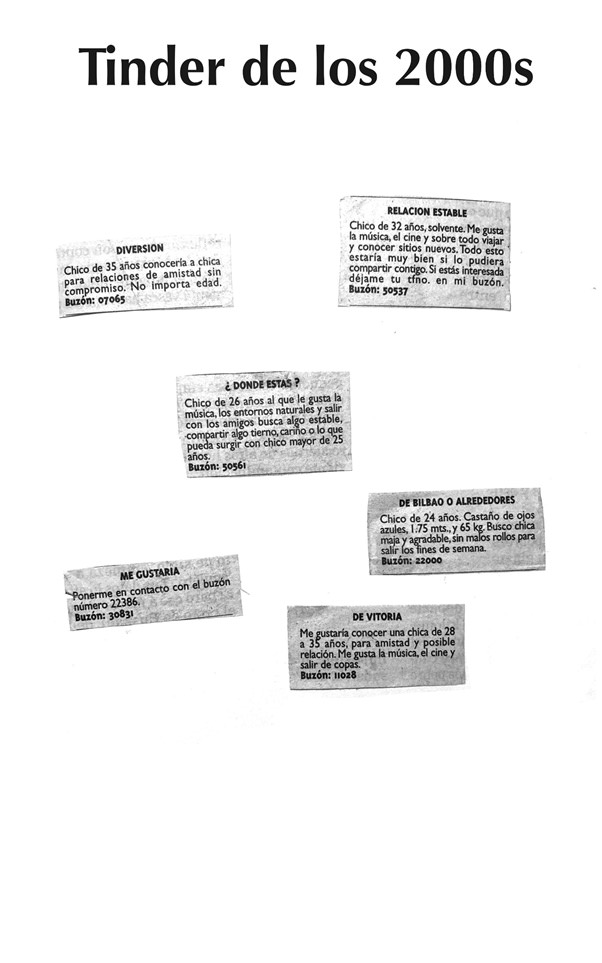 Tinder de los 2000s
DIVERSION
Chico de 35 años conocería a chica
para relaciones de amistad sin
compromiso. No importa edad.
Buzón: 07065
RELACION ESTABLE
Chico de 32 años, solvente. Me gusta
la música, el cine y sobre todo viajar
y conocer sitios nuevos. Todo esto
estaría muy bien si lo pudiera
compartir contigo. Si estás interesada
déjame tu tfno. en mi buzón.
Buzón: 50537
¿ DONDE ESTAS ?
Chico de 26 años al que le gusta la
música, los entornos naturales y salir
con los amigos busca algo estable,
compartir algo tierno, cariño o lo que
pueda surgir con chico mayor de 25
años.
Buzón: 50561
DE BILBAO O ALREDEDORES
Chico de 24 años. Castaño de ojos
azules, 1.75 mts., y 65 kg. Busco chica
maja y agradable, sin malos rollos para
salir los fines de semana.
Buzón: 22000
ME GUSTARIA
Ponerme en contacto con el buzón
número 22386.
Buzón: 30831
DE VITORIA
Me gustaría conocer una chica de 28
a 35 años, para amistad y posible
relación. Me gusta la música, el cine y
salir de copas.
Buzón: 11028